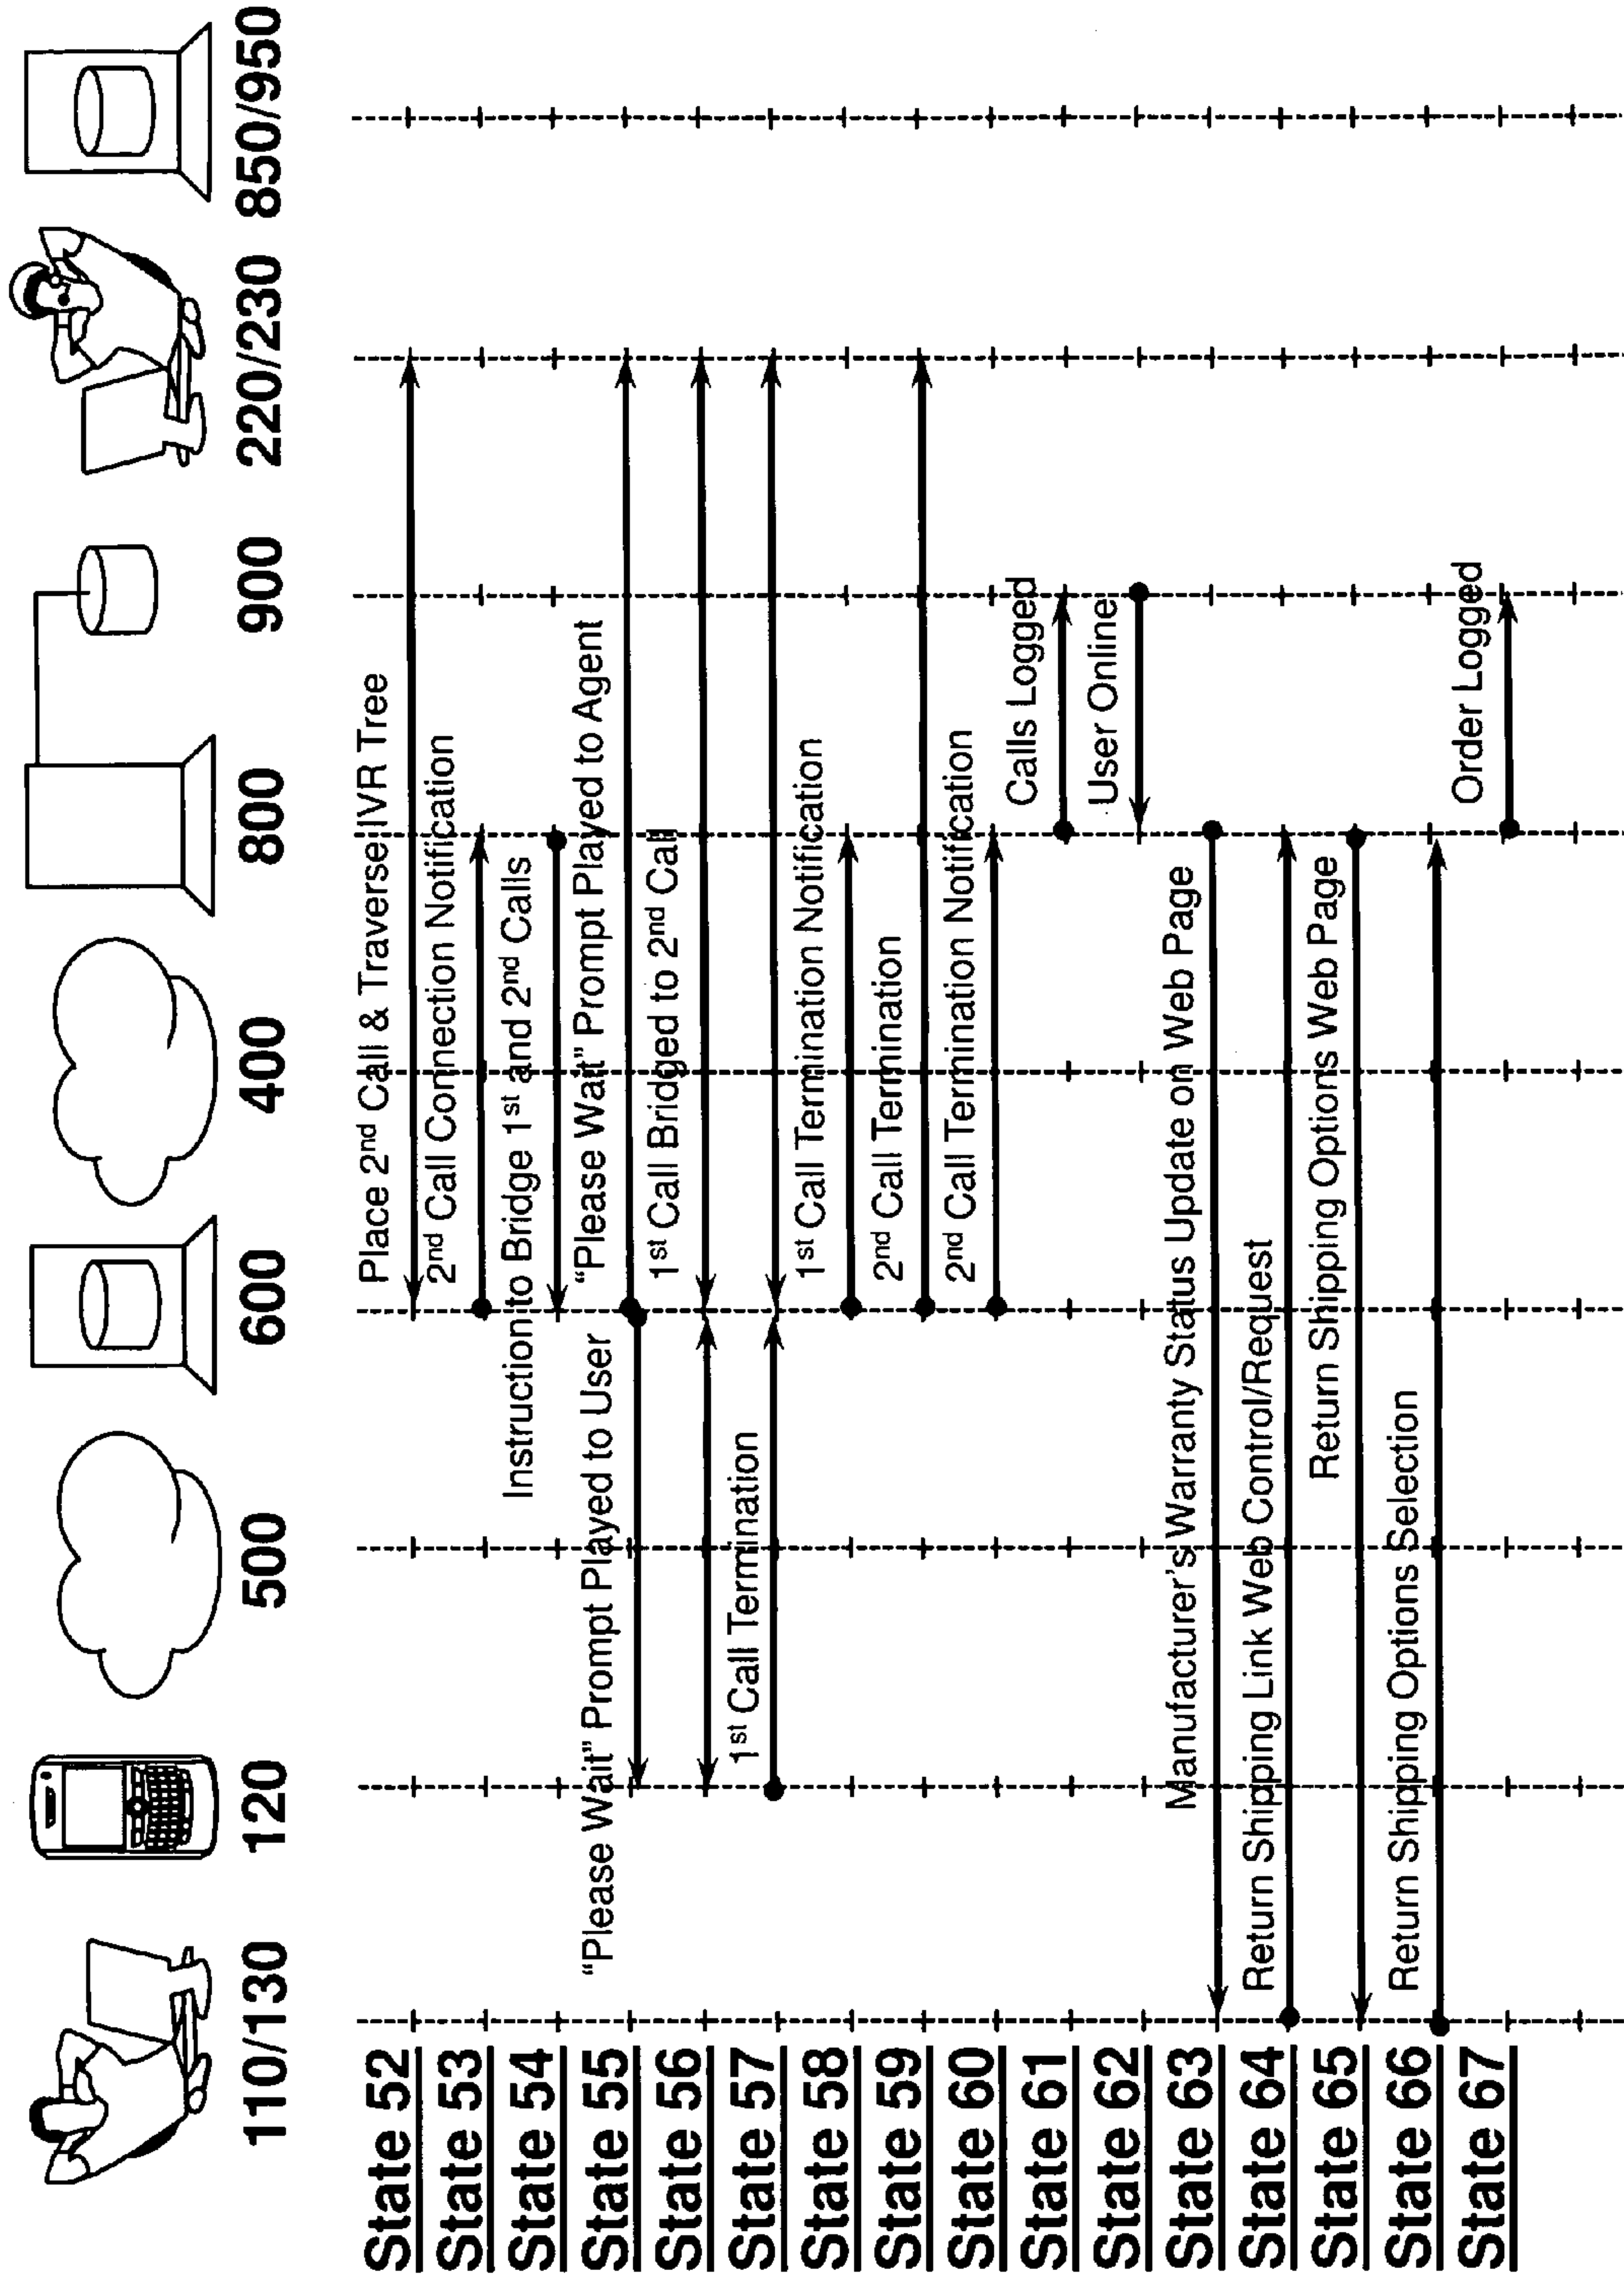 110/130
120
500
600
400
800
900
220/230
850/950
State 52
Place 2nd Call & Traverse IVR Tree
State 53
2nd Call Connection Notification
State 54
Instruction to Bridge 1st and 2nd Calls
State 55
"Please Wait” Prompt Played to User
“Please Wait” Prompt Played to Agent
State 56
1st Call Bridged to 2nd Call
State 57
1st Call Termination
State 58
1st Call Termination Notification
State 59
2nd Call Termination
State 60
2nd Call Termination Notification
State 61
Calls Logged
State 62
User Online
State 63
Manufacturer's Warranty Status Update on Web Page
State 64
Return Shipping Link Web Control/Request
State 65
Return Shipping Options Web Page
State 66
Return Shipping Options Selection
State 67
Order Logged